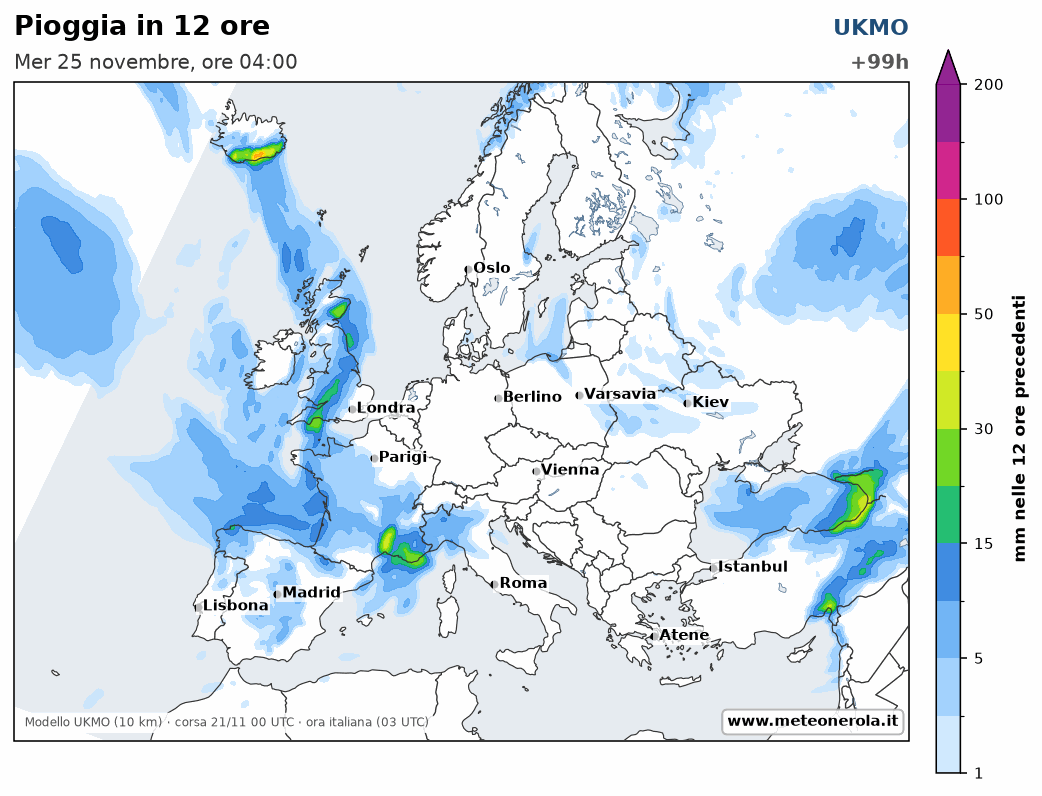 Pioggia in 12 ore
UKMO
Mer 25 novembre, ore 04:00
+99h
200
100
50
30
15
5
1
mm nelle 12 ore precedenti
Oslo
Berlino
Varsavia
Kiev
Londra
Parigi
Vienna
Istanbul
Roma
Madrid
Lisbona
Atene
Modello UKMO (10 km) · corsa 21/11 00 UTC · ora italiana (03 UTC)
www.meteonerola.it